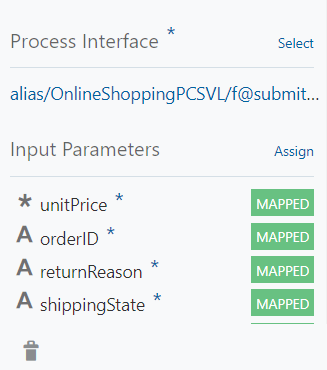 Process Interface *
Select
alias/OnlineShoppingPCSVL/f@submit...
Input Parameters
Assign
* unitPrice * MAPPED
A orderID * MAPPED
A returnReason * MAPPED
A shippingState * MAPPED